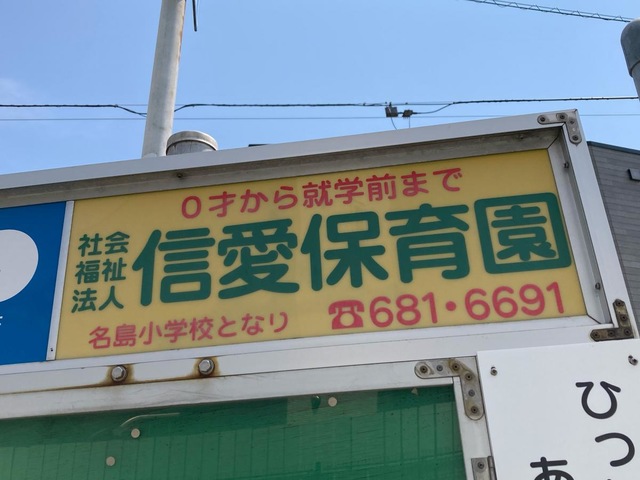 0才から就学前まで
社会
福祉
法人
信愛保育園
名島小学校となり
☎681・6691
ひっ
あ